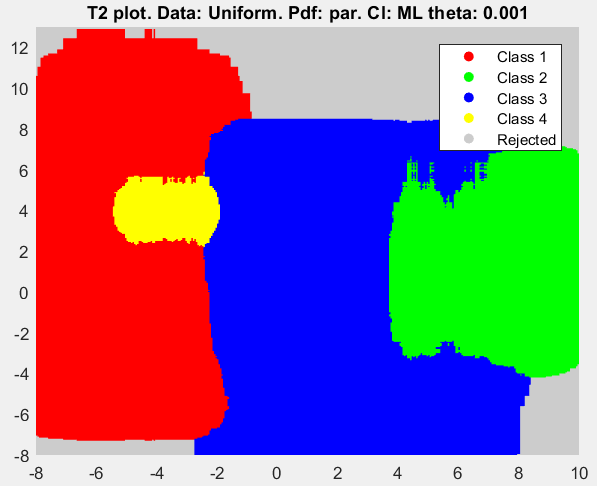 T2 plot. Data: Uniform. Pdf: par. Cl: ML theta: 0.001
12
10
8
6
4
2
0
-2
-4
-6
-8
-8 -6 -4 -2 0 2 4 6 8 10
Class 1
Class 2
Class 3
Class 4
Rejected